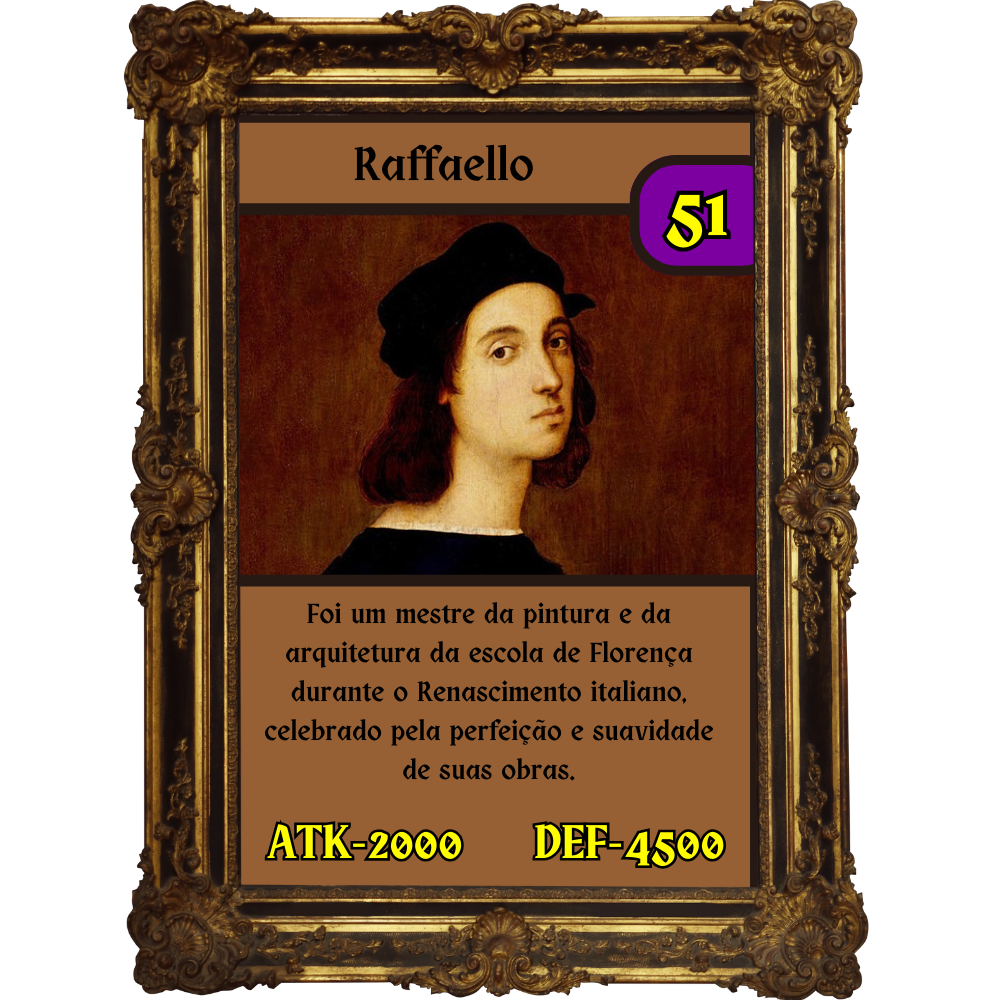 Raffaello
51
Foi um mestre da pintura e da
arquitetura da escola de Florença
durante o Renascimento italiano,
celebrado pela perfeição e suavidade
de suas obras.
ATK-2000 DEF-4500